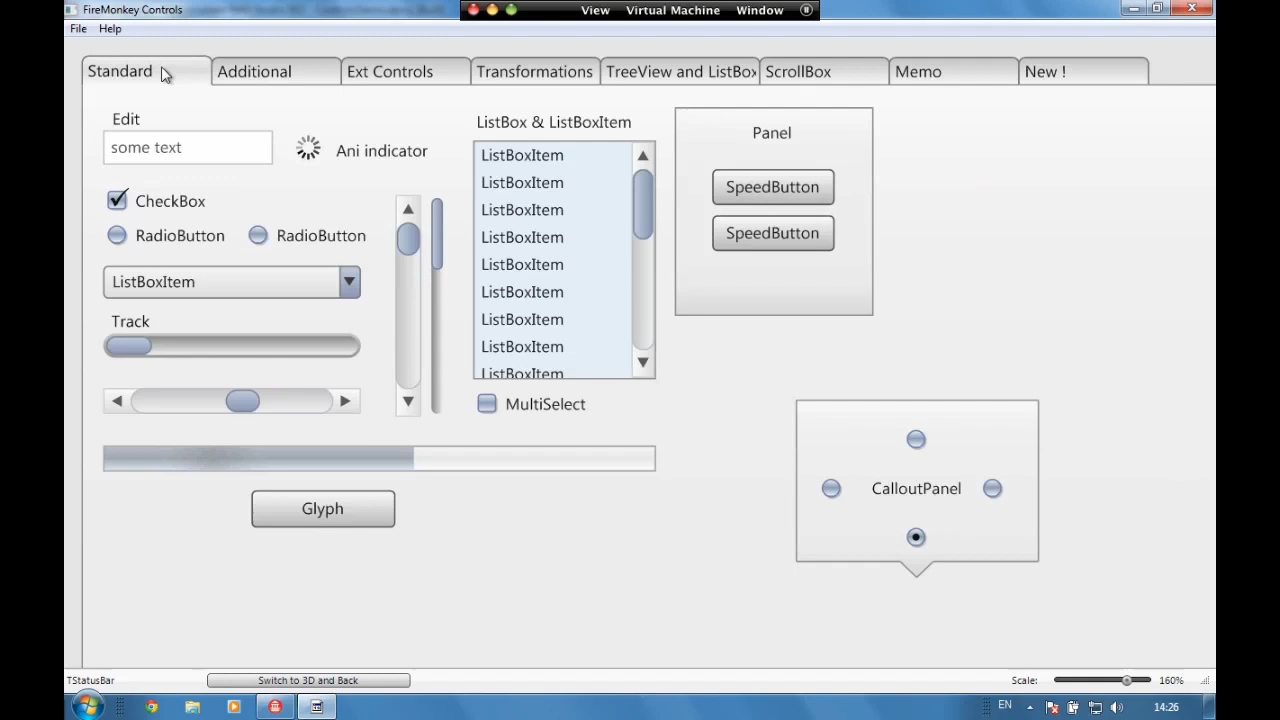 FireMonkey Controls
View Virtual Machine Window
File Help
Standard Additional Ext Controls Transformations TreeView and ListBox ScrollBox Memo New !
Edit
some text
Ani indicator
CheckBox
RadioButton RadioButton
ListBoxItem
Track
ListBox & ListBoxItem
ListBoxItem
ListBoxItem
ListBoxItem
ListBoxItem
ListBoxItem
ListBoxItem
ListBoxItem
ListBoxItem
ListBoxItem
MultiSelect
Panel
SpeedButton
SpeedButton
CalloutPanel
Glyph
TStatusBar Switch to 3D and Back Scale: 160%
EN 14:26